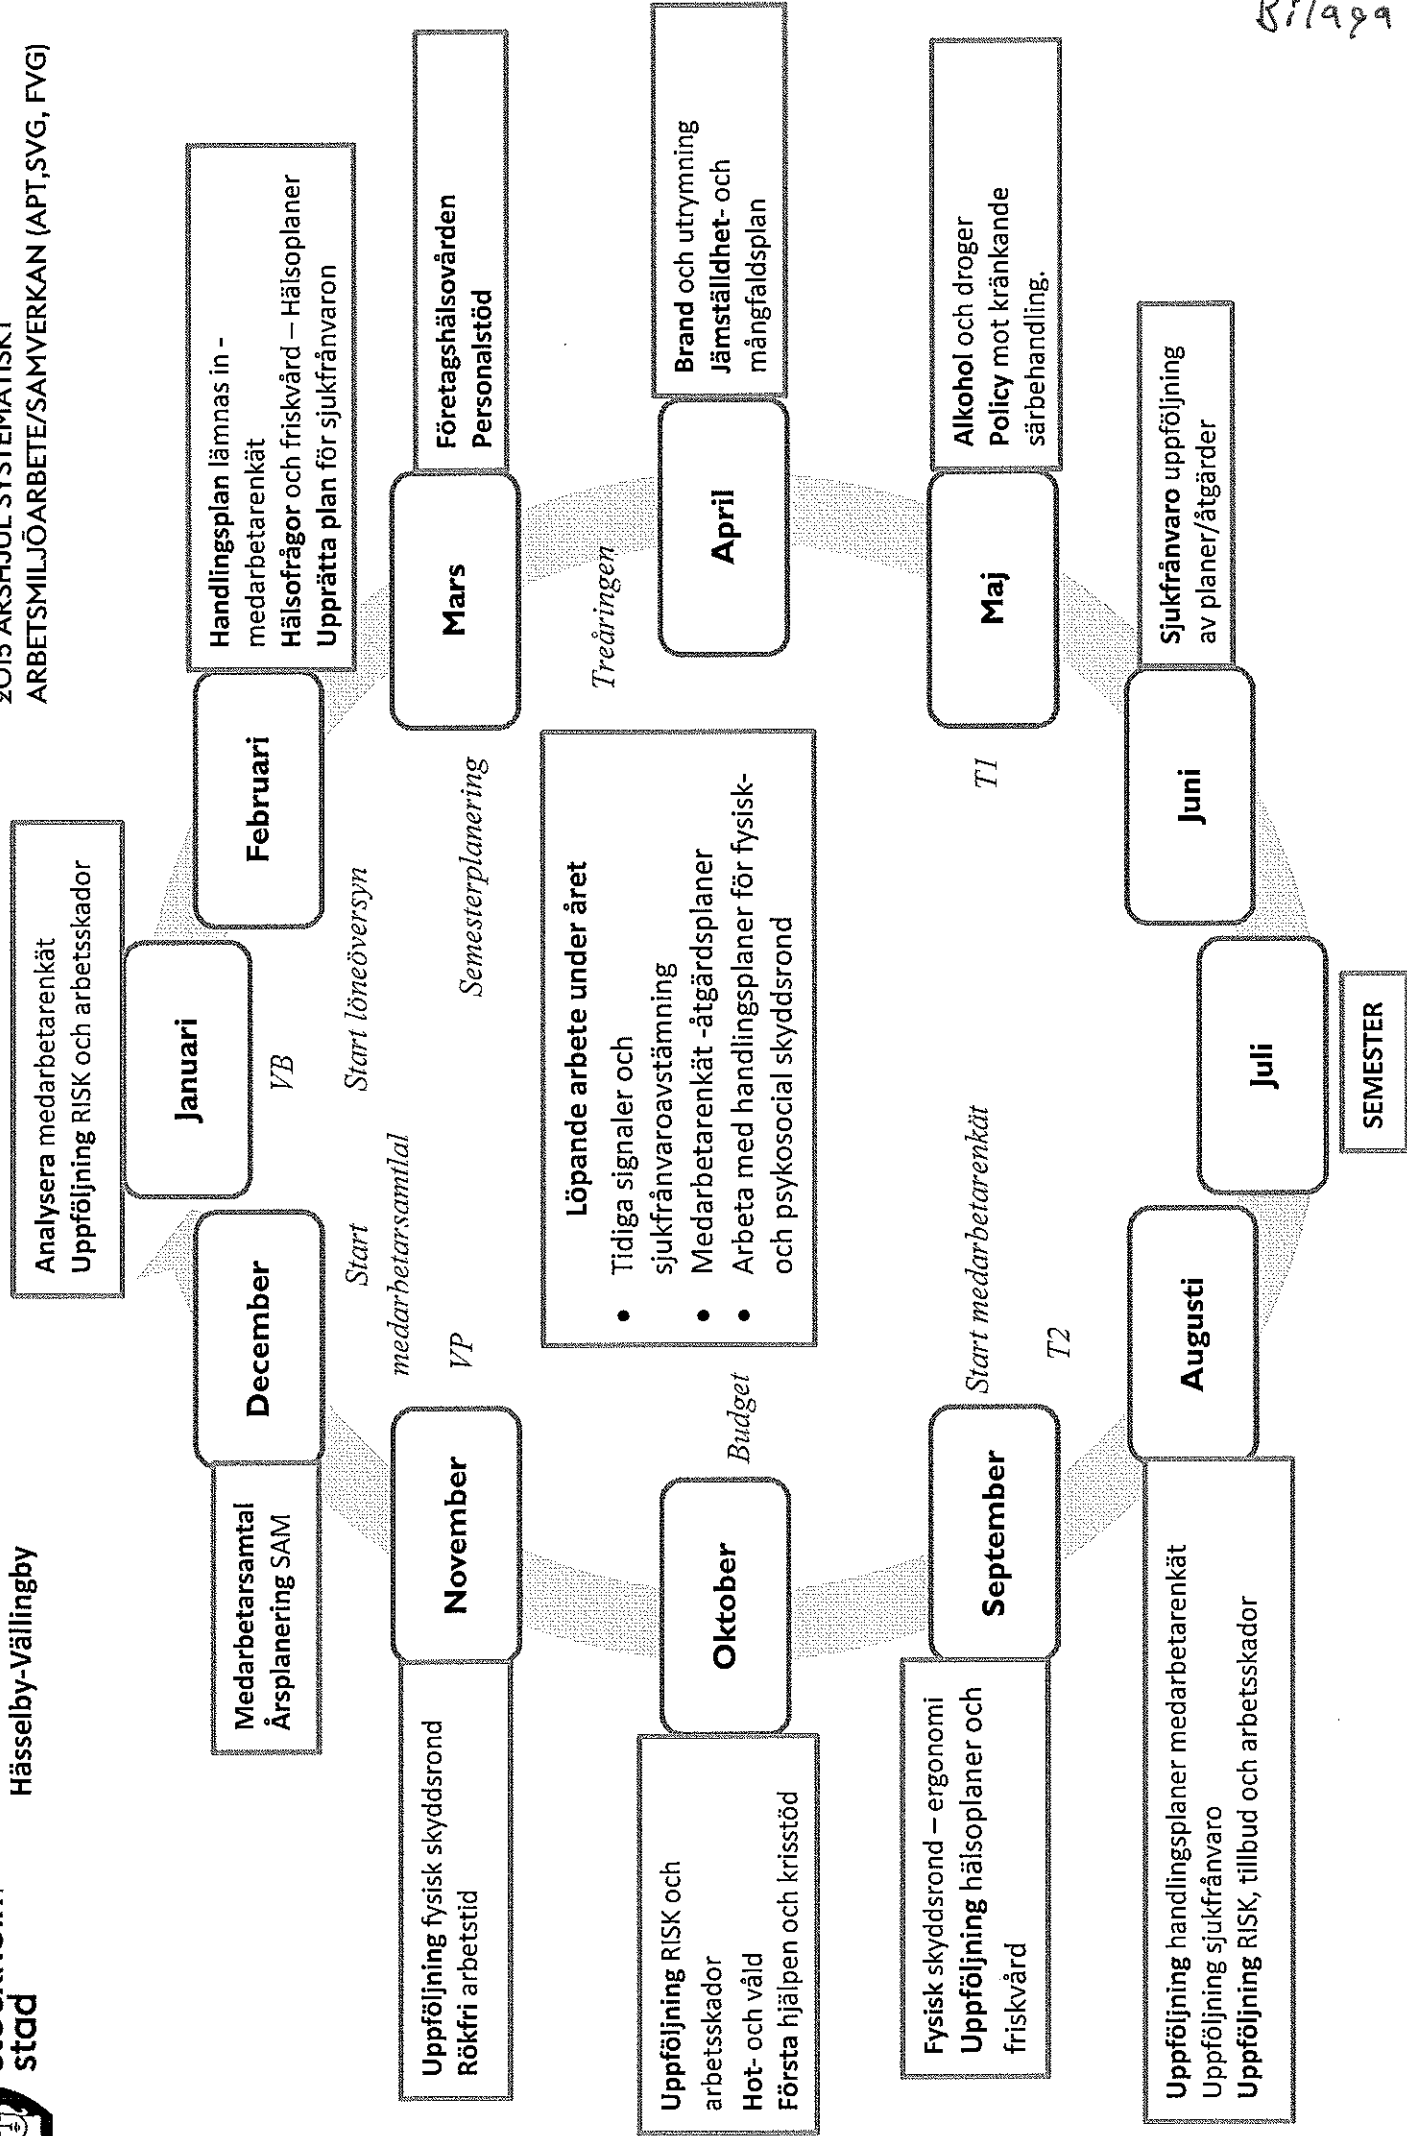 stad
Hässelby-Vällingby
2015 ÅRSHJUL SYSTEMATISKT
ARBETSMILJÖARBETE/SAMVERKAN (APT,SVG, FVG)
Bilaga
Analysera medarbetarenkät
Uppföljning RISK och arbetsskador
Januari
VB
Februari
Handlingsplan lämnas in -
medarbetarenkät
Hälsofrågor och friskvård – Hälsoplaner
Upprätta plan för sjukfrånvaron
Start löneöversyn
Mars
Företagshälsovården
Personalstöd
Semesterplanering
Treåringen
April
Brand och utrymning
Jämställdhet- och
mångfaldsplan
Maj
Alkohol och droger
Policy mot kränkande
särbehandling.
T1
Juni
Sjukfrånvaro uppföljning
av planer/åtgärder
Juli
SEMESTER
Augusti
Uppföljning handlingsplaner medarbetarenkät
Uppföljning sjukfrånvaro
Uppföljning RISK, tillbud och arbetsskador
T2
Start medarbetarenkät
September
Fysisk skyddsrond – ergonomi
Uppföljning hälsoplaner och
friskvård
Oktober
Uppföljning RISK och
arbetsskador
Hot- och våld
Första hjälpen och krisstöd
Budget
November
Uppföljning fysisk skyddsrond
Rökfri arbetstid
VP
December
Medarbetarsamtal
Årsplanering SAM
Start
medarbetarsamtlal
Löpande arbete under året
• Tidiga signaler och
sjukfrånvaroavstämning
• Medarbetarenkät -åtgärdsplaner
• Arbeta med handlingsplaner för fysisk-
och psykosocial skyddsrond